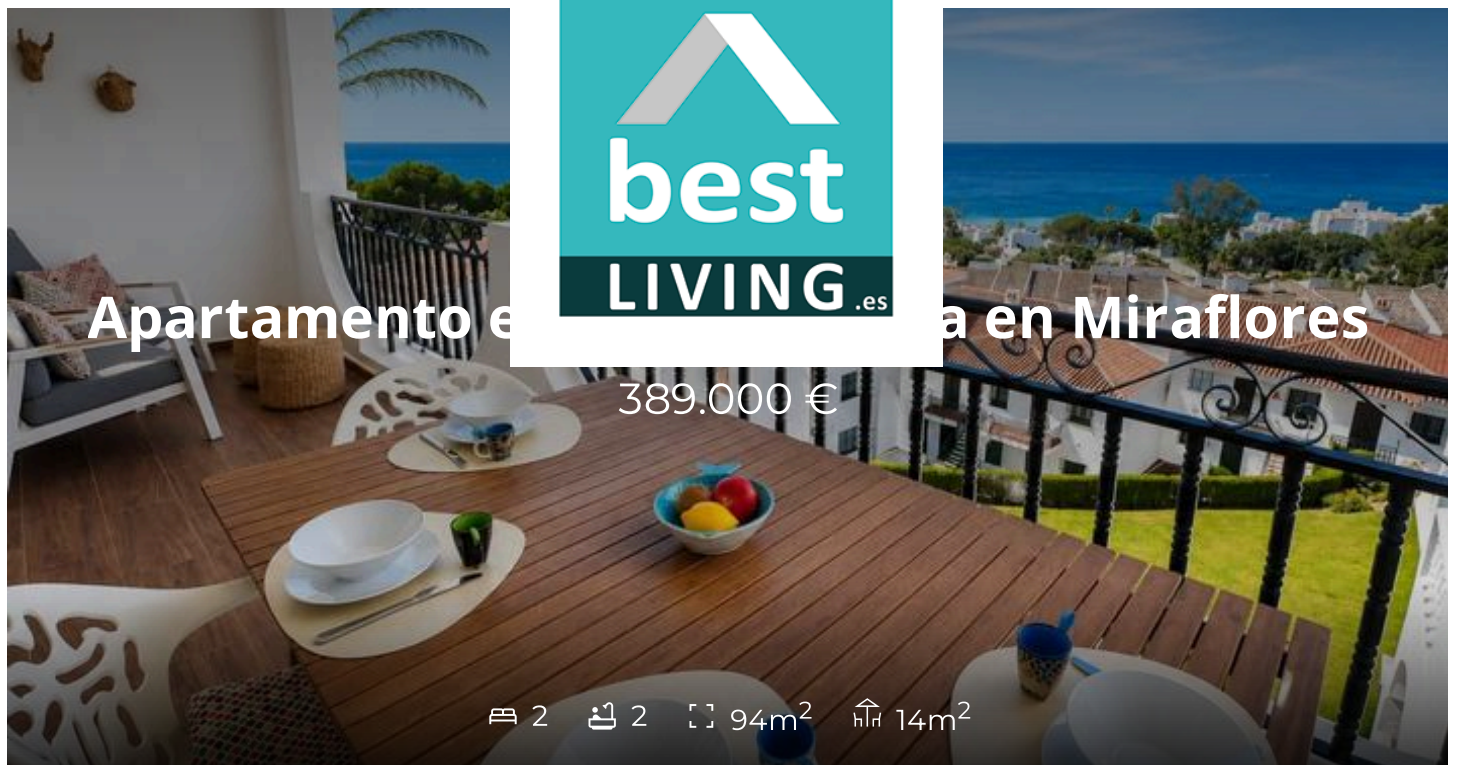 best
LIVING.es
Apartamento e
a en Miraflores
389.000 €
2 2 94m² 14m²